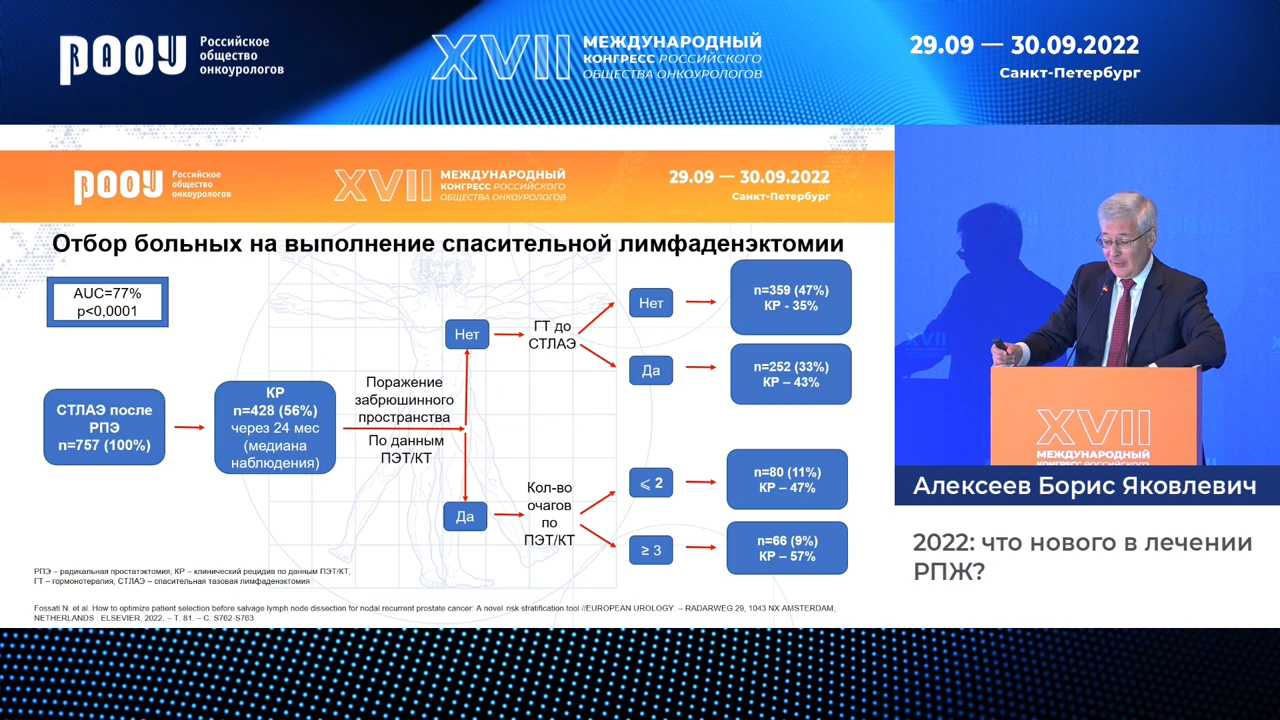 РАОУ
Российское
общество
онкоурологов
XVII
МЕЖДУНАРОДНЫЙ
КОНГРЕСС РОССИЙСКОГО
ОБЩЕСТВА ОНКОУРОЛОГОВ
29.09 — 30.09.2022
Санкт-Петербург
РАОУ
Российское
общество
онкоурологов
XVII
МЕЖДУНАРОДНЫЙ
КОНГРЕСС РОССИЙСКОГО
ОБЩЕСТВА ОНКОУРОЛОГОВ
29.09 — 30.09.2022
Санкт-Петербург
Отбор больных на выполнение спасительной лимфаденэктомии
AUC=77%
p<0,0001
СТЛАЭ после
РПЭ
n=757 (100%)
КР
n=428 (56%)
через 24 мес
(медиана
наблюдения)
Поражение
забрюшинного
пространства
По данным
ПЭТ/КТ
Нет
ГТ до
СТЛАЭ
Нет
n=359 (47%)
КР - 35%
Да
n=252 (33%)
КР – 43%
Да
Кол-во
очагов
по
ПЭТ/КТ
⩽ 2
n=80 (11%)
КР – 47%
≥ 3
n=66 (9%)
КР – 57%
РПЭ – радикальная простатэктомия, КР – клинический рецидив по данным ПЭТ/КТ,
ГТ – гормонотерапия, СТЛАЭ – спасительная тазовая лимфаденэктомия
Fossati N. et al. How to optimize patient selection before salvage lymph node dissection for nodal recurrent prostate cancer: A novel risk stratification tool //EUROPEAN UROLOGY. – RADARWEG 29, 1043 NX AMSTERDAM,
NETHERLANDS : ELSEVIER, 2022. – Т. 81. – С. S762-S763
XVII
МЕЖДУНАРОДНЫЙ
КОНГРЕСС РОССИЙСКОГО
Алексеев Борис Яковлевич
2022: что нового в лечении
РПЖ?